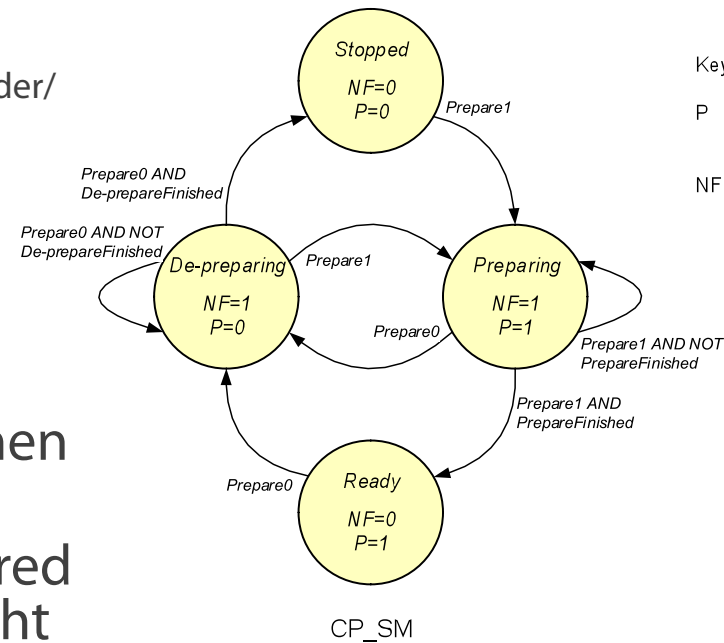 der/
Stopped
NF=0
P=0
Key
P
NF
Prepare1
Prepare0 AND
De-prepareFinished
Prepare0 AND NOT
De-prepareFinished
De-preparing
NF=1
P=0
Prepare1
Preparing
NF=1
P=1
Prepare0
Prepare1 AND NOT
PrepareFinished
Prepare1 AND
PrepareFinished
Prepare0
Ready
NF=0
P=1
CP_SM
nen
red
ht